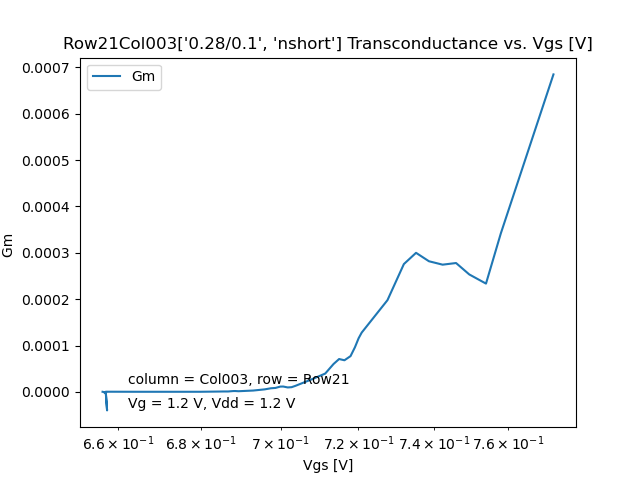 Row21Col003['0.28/0.1', 'nshort'] Transconductance vs. Vgs [V]
Gm
0.0007
0.0006
0.0005
0.0004
0.0003
0.0002
0.0001
0.0000
Gm
column = Col003, row = Row21
Vg = 1.2 V, Vdd = 1.2 V
6.6 × 10⁻¹ 6.8 × 10⁻¹ 7 × 10⁻¹ 7.2 × 10⁻¹ 7.4 × 10⁻¹ 7.6 × 10⁻¹
Vgs [V]